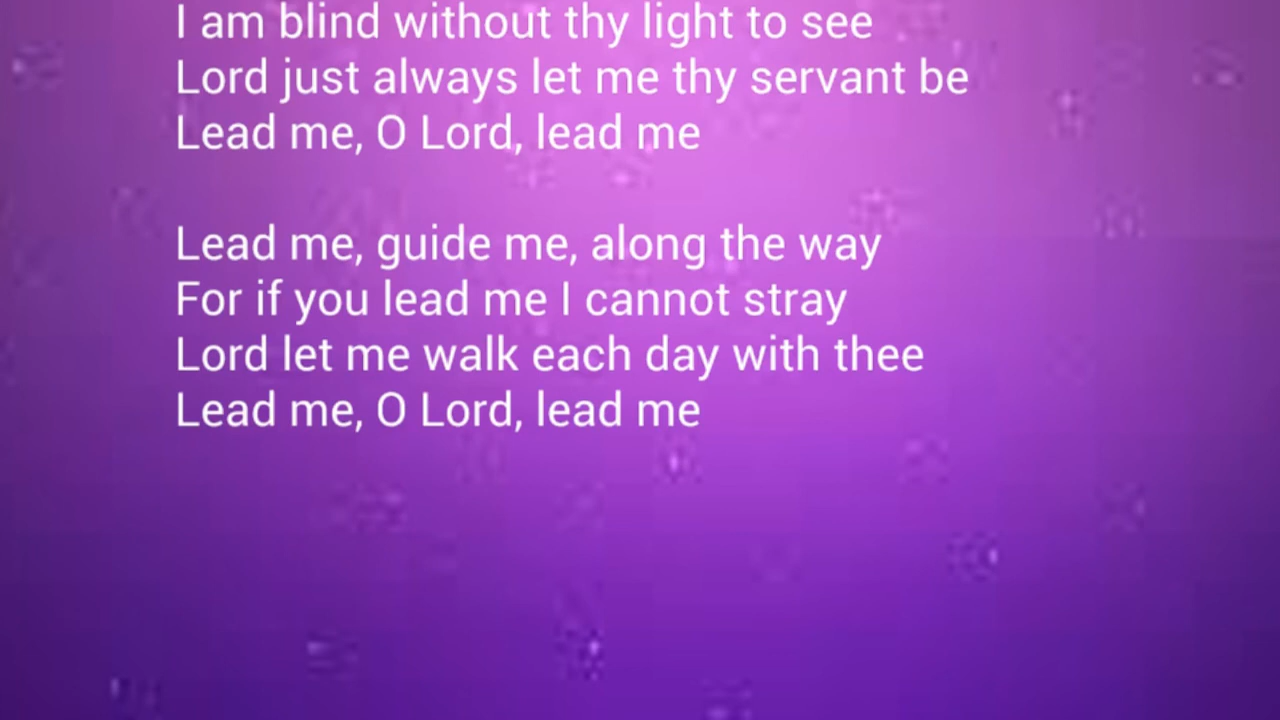 I am blind without thy light to see
Lord just always let me thy servant be
Lead me, O Lord, lead me
Lead me, guide me, along the way
For if you lead me I cannot stray
Lord let me walk each day with thee
Lead me, O Lord, lead me